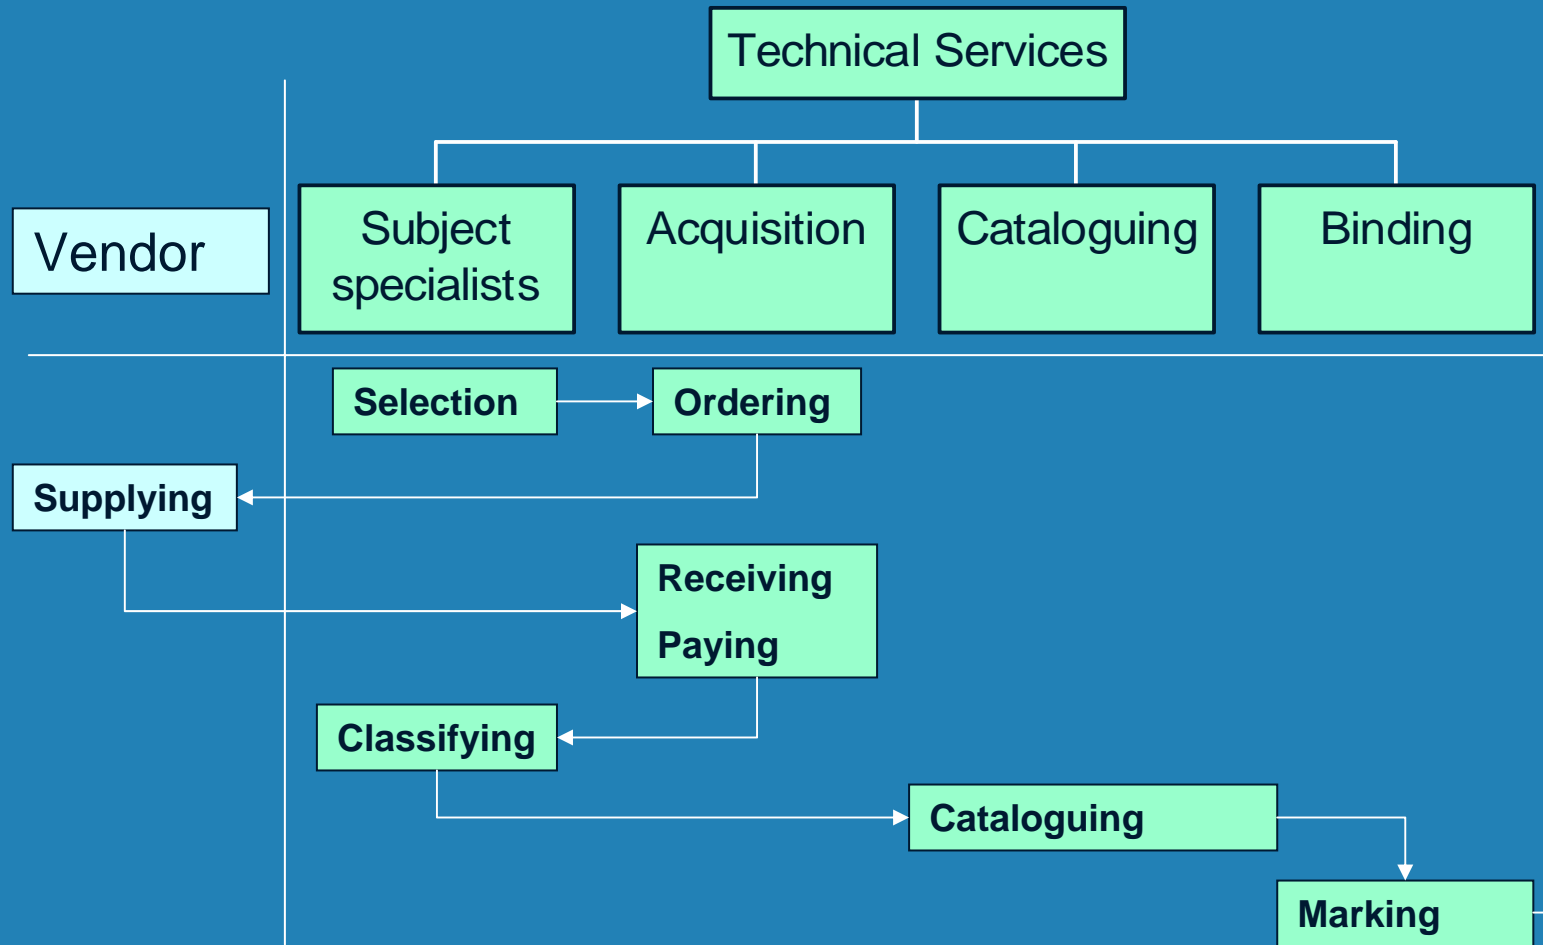 Technical Services
Vendor
Subject
specialists
Acquisition
Cataloguing
Binding
Selection
Ordering
Supplying
Receiving
Paying
Classifying
Cataloguing
Marking